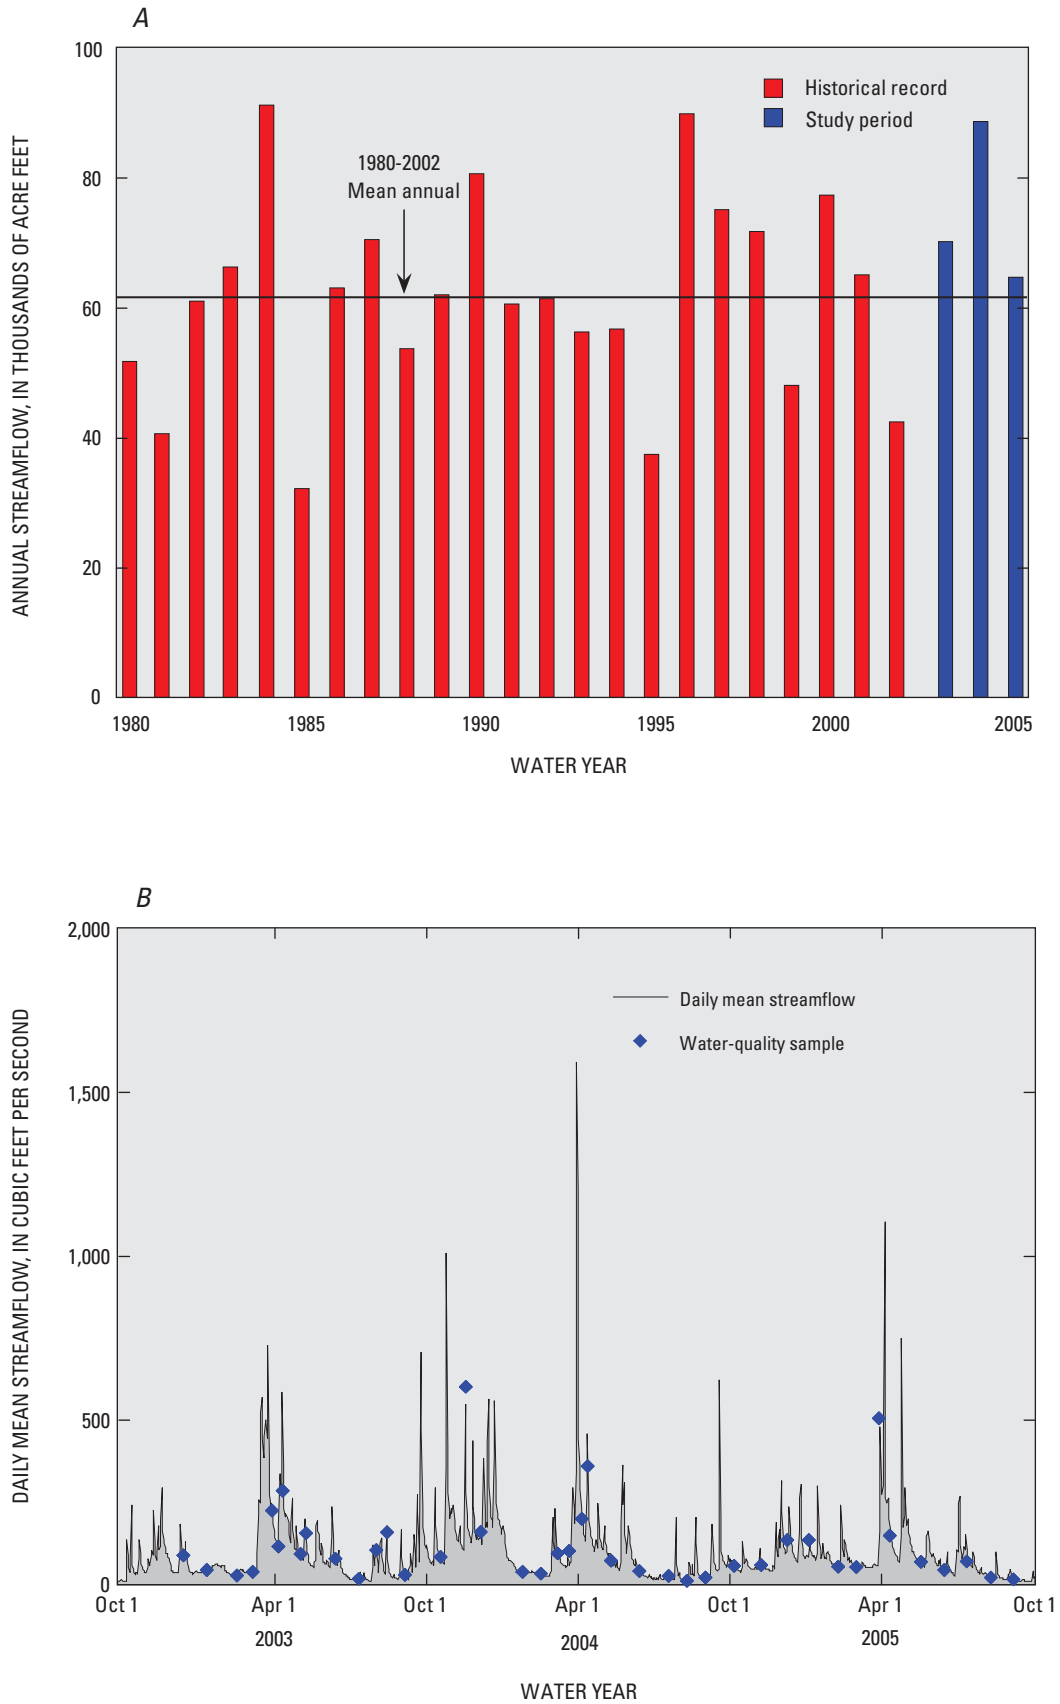 A
ANNUAL STREAMFLOW, IN THOUSANDS OF ACRE FEET
100
80
60
40
20
0
Historical record
Study period
1980-2002
Mean annual
1980
1985
1990
1995
2000
2005
WATER YEAR
B
DAILY MEAN STREAMFLOW, IN CUBIC FEET PER SECOND
2,000
1,500
1,000
500
0
Daily mean streamflow
Water-quality sample
Oct 1
Apr 1
Oct 1
Apr 1
Oct 1
Apr 1
Oct 1
2003
2004
2005
WATER YEAR